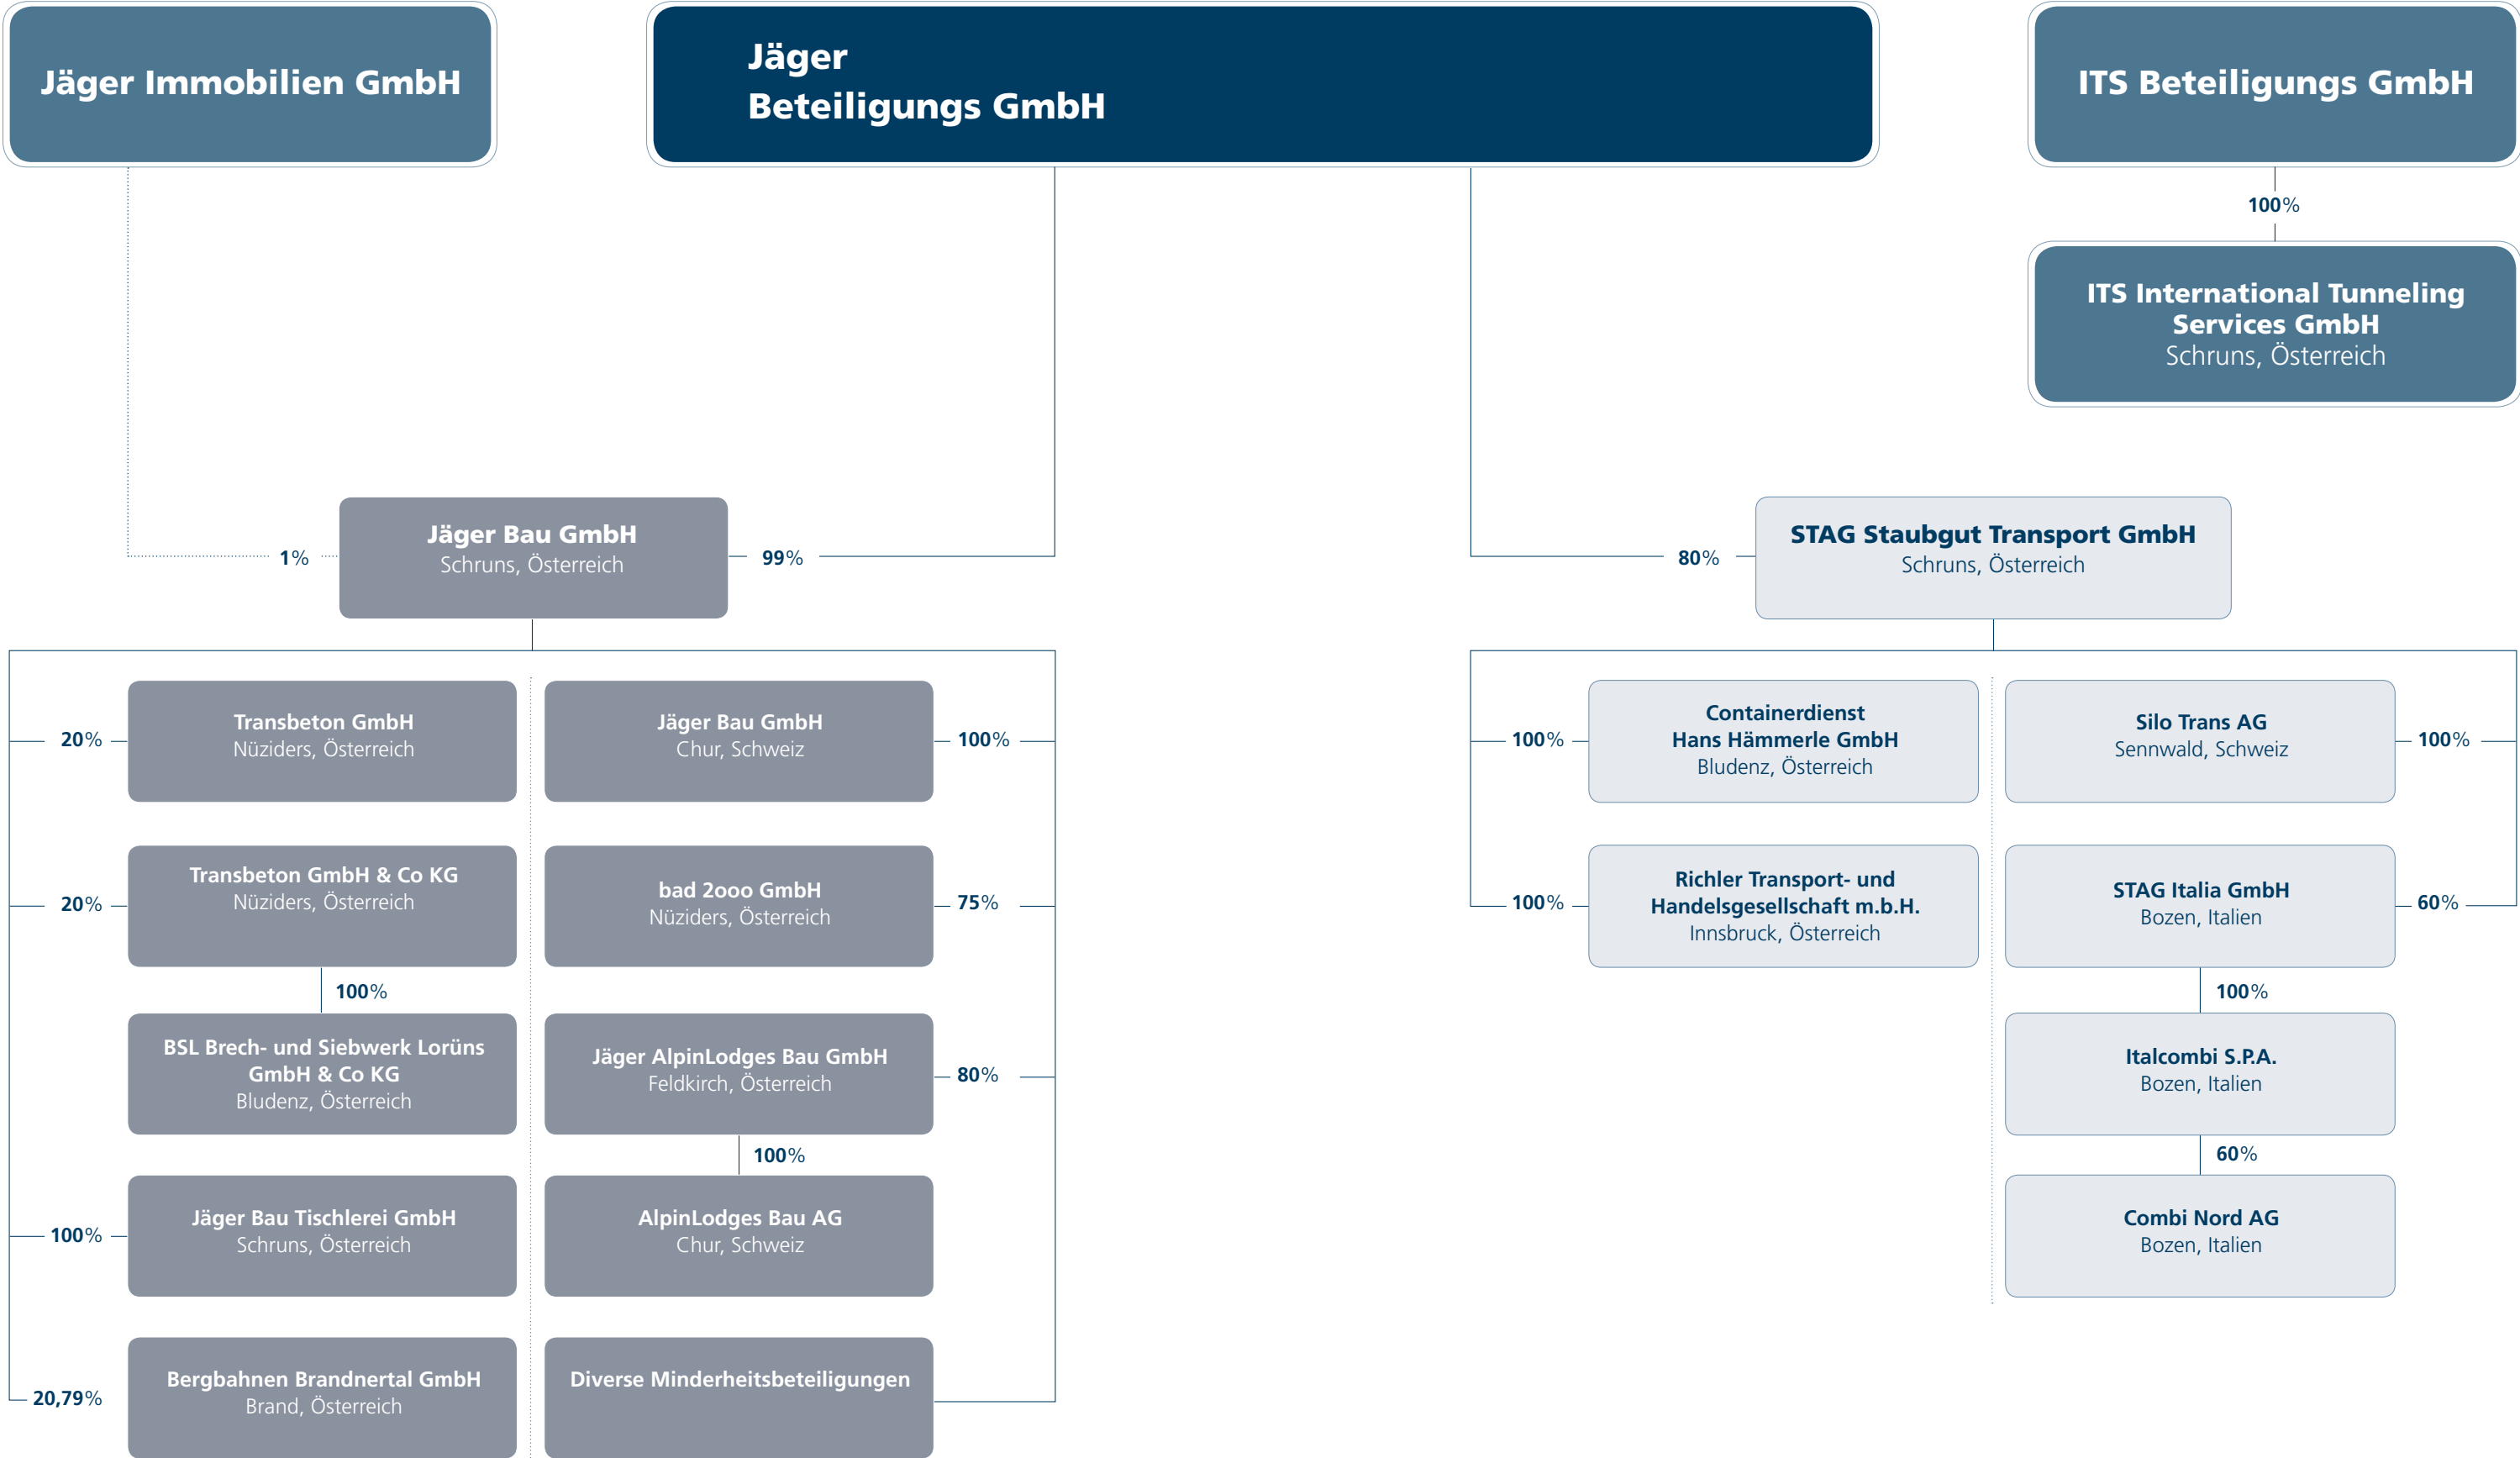 Jäger Immobilien GmbH
Jäger
Beteiligungs GmbH
ITS Beteiligungs GmbH
100%
ITS International Tunneling
Services GmbH
Schruns, Österreich
1%
Jäger Bau GmbH
Schruns, Österreich
99%
80%
STAG Staubgut Transport GmbH
Schruns, Österreich
20%
Transbeton GmbH
Nüziders, Österreich
Jäger Bau GmbH
Chur, Schweiz
100%
20%
Transbeton GmbH & Co KG
Nüziders, Österreich
bad 2ooo GmbH
Nüziders, Österreich
75%
100%
BSL Brech- und Siebwerk Lorüns
GmbH & Co KG
Bludenz, Österreich
Jäger AlpinLodges Bau GmbH
Feldkirch, Österreich
80%
100%
100%
Jäger Bau Tischlerei GmbH
Schruns, Österreich
AlpinLodges Bau AG
Chur, Schweiz
20,79%
Bergbahnen Brandnertal GmbH
Brand, Österreich
Diverse Minderheitsbeteiligungen
100%
Containerdienst
Hans Hämmerle GmbH
Bludenz, Österreich
Silo Trans AG
Sennwald, Schweiz
100%
100%
Richler Transport- und
Handelsgesellschaft m.b.H.
Innsbruck, Österreich
STAG Italia GmbH
Bozen, Italien
60%
100%
Italcombi S.P.A.
Bozen, Italien
60%
Combi Nord AG
Bozen, Italien